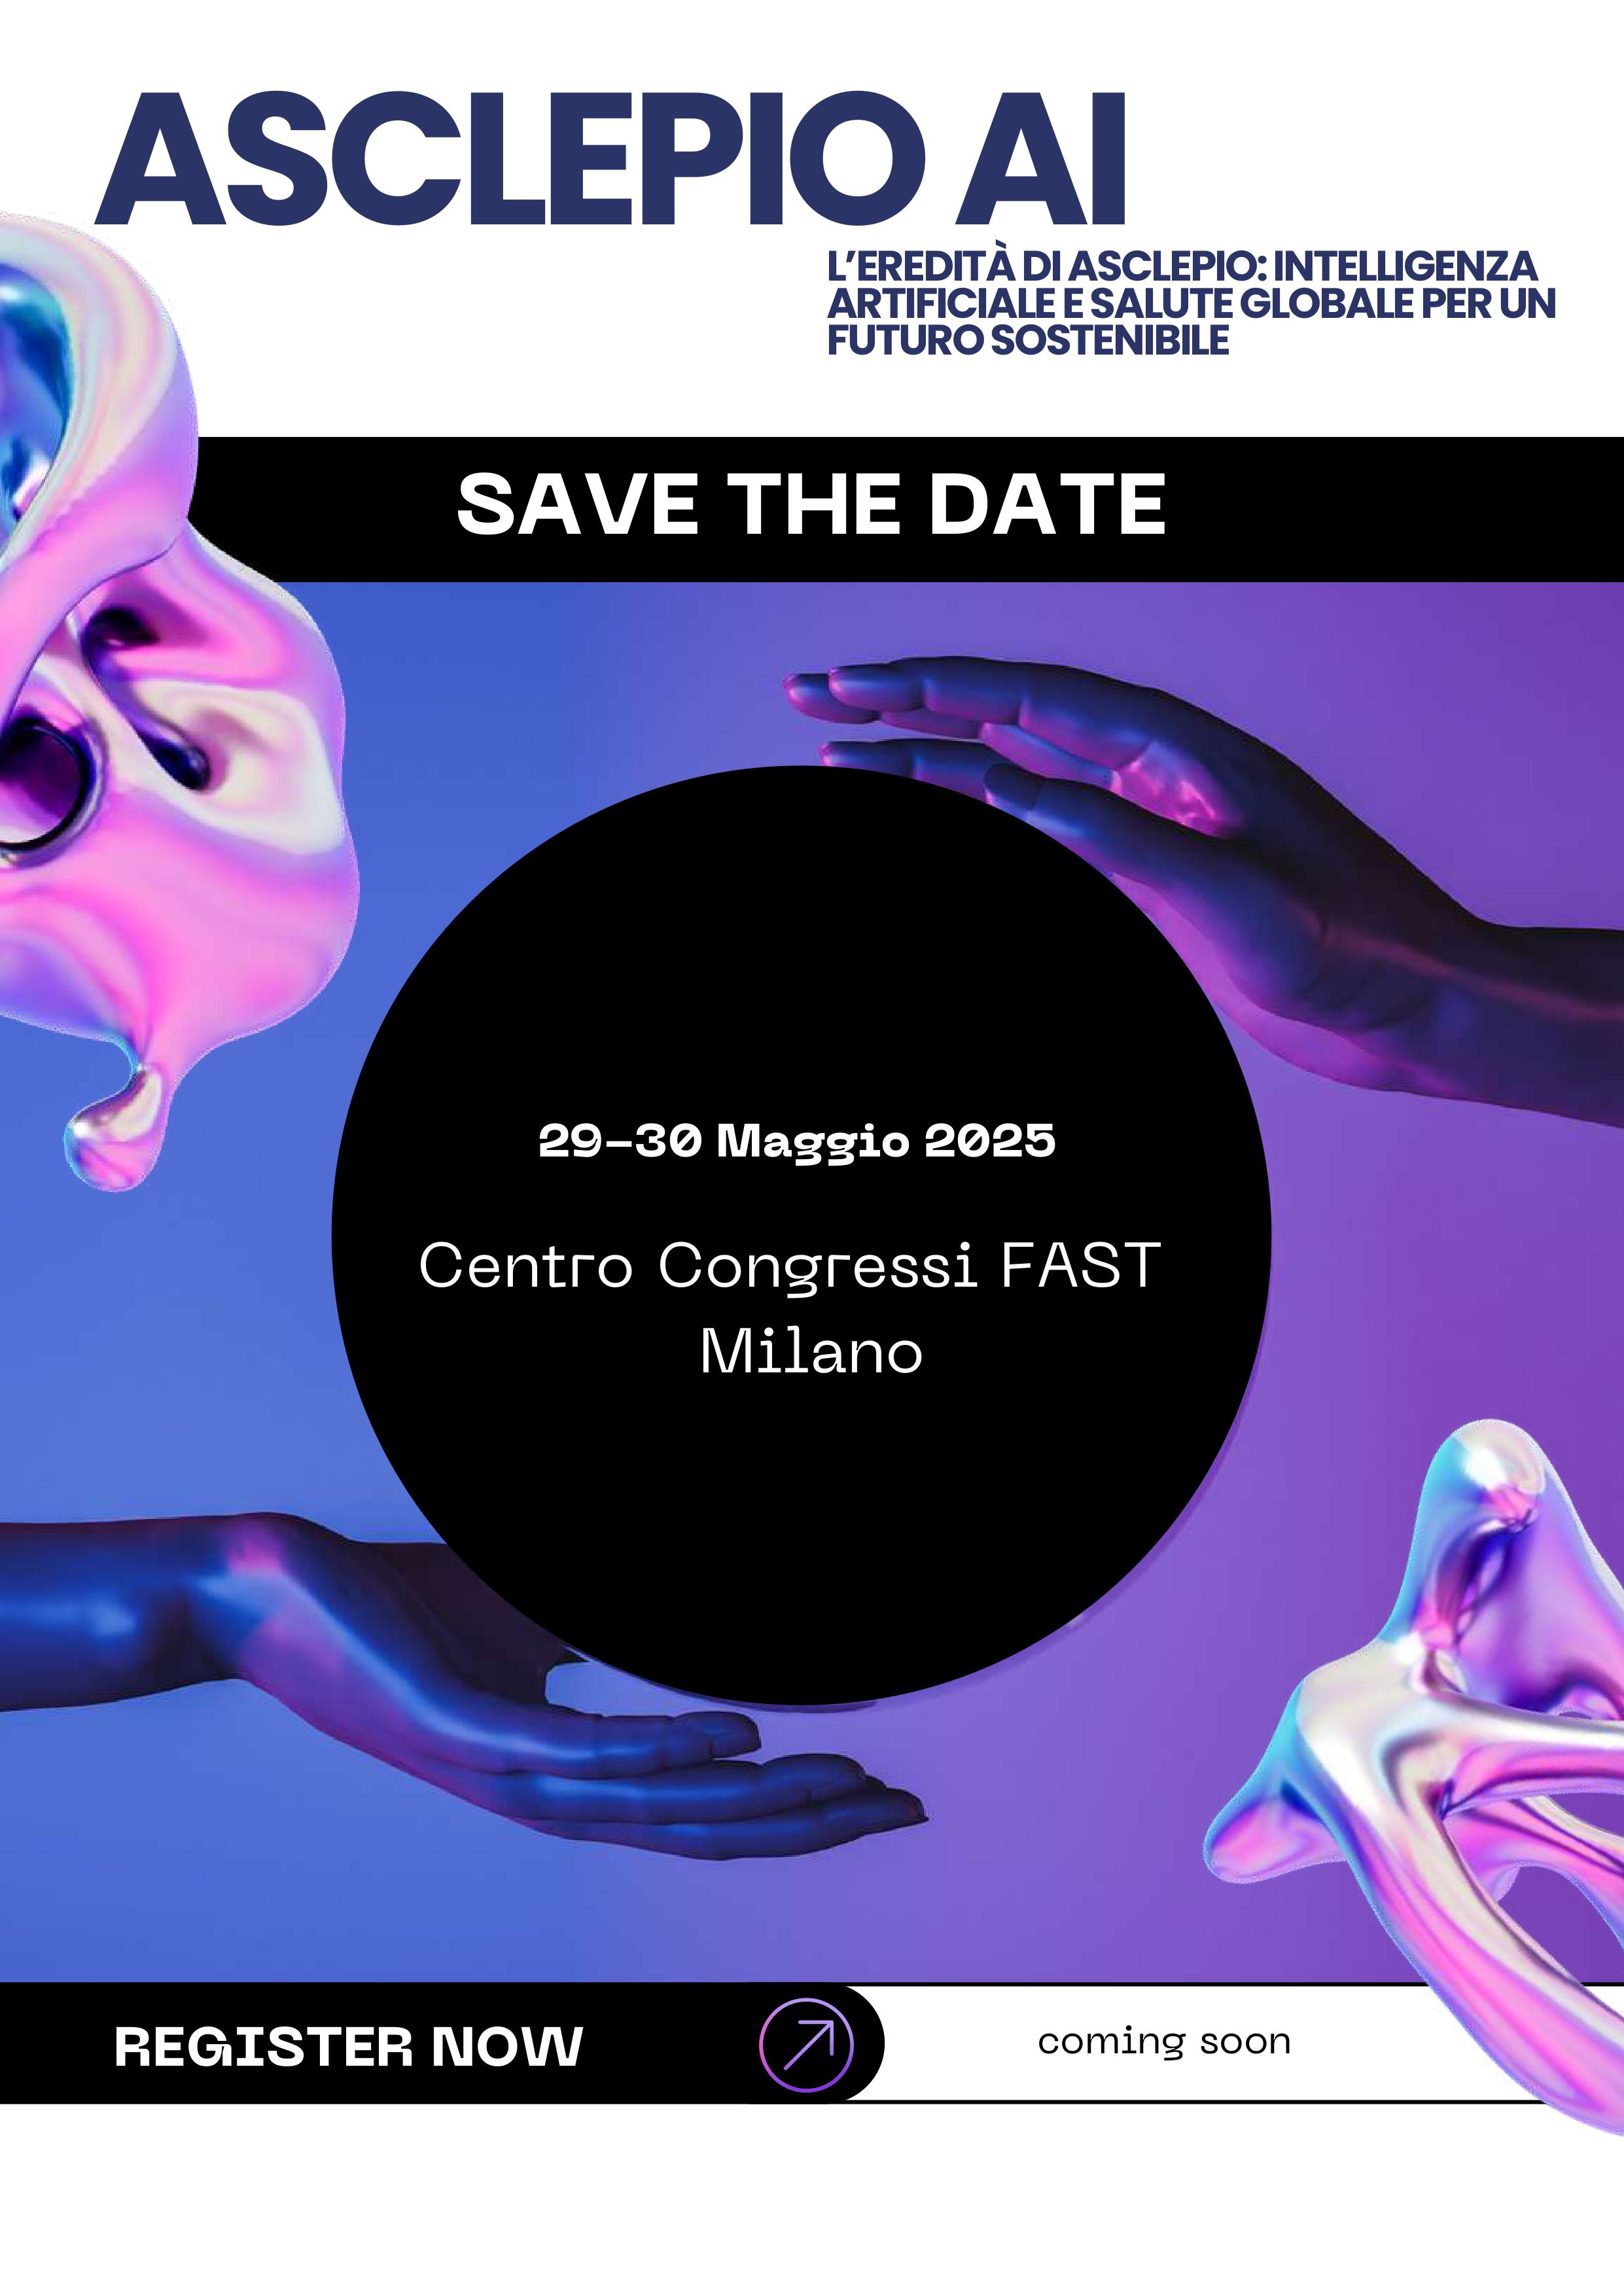 ASCLEPIO AI
L’EREDITÀ DI ASCLEPIO: INTELLIGENZA
ARTIFICIALE E SALUTE GLOBALE PER UN
FUTURO SOSTENIBILE
SAVE THE DATE
29-30 Maggio 2025
Centro Congressi FAST
Milano
REGISTER NOW
coming soon